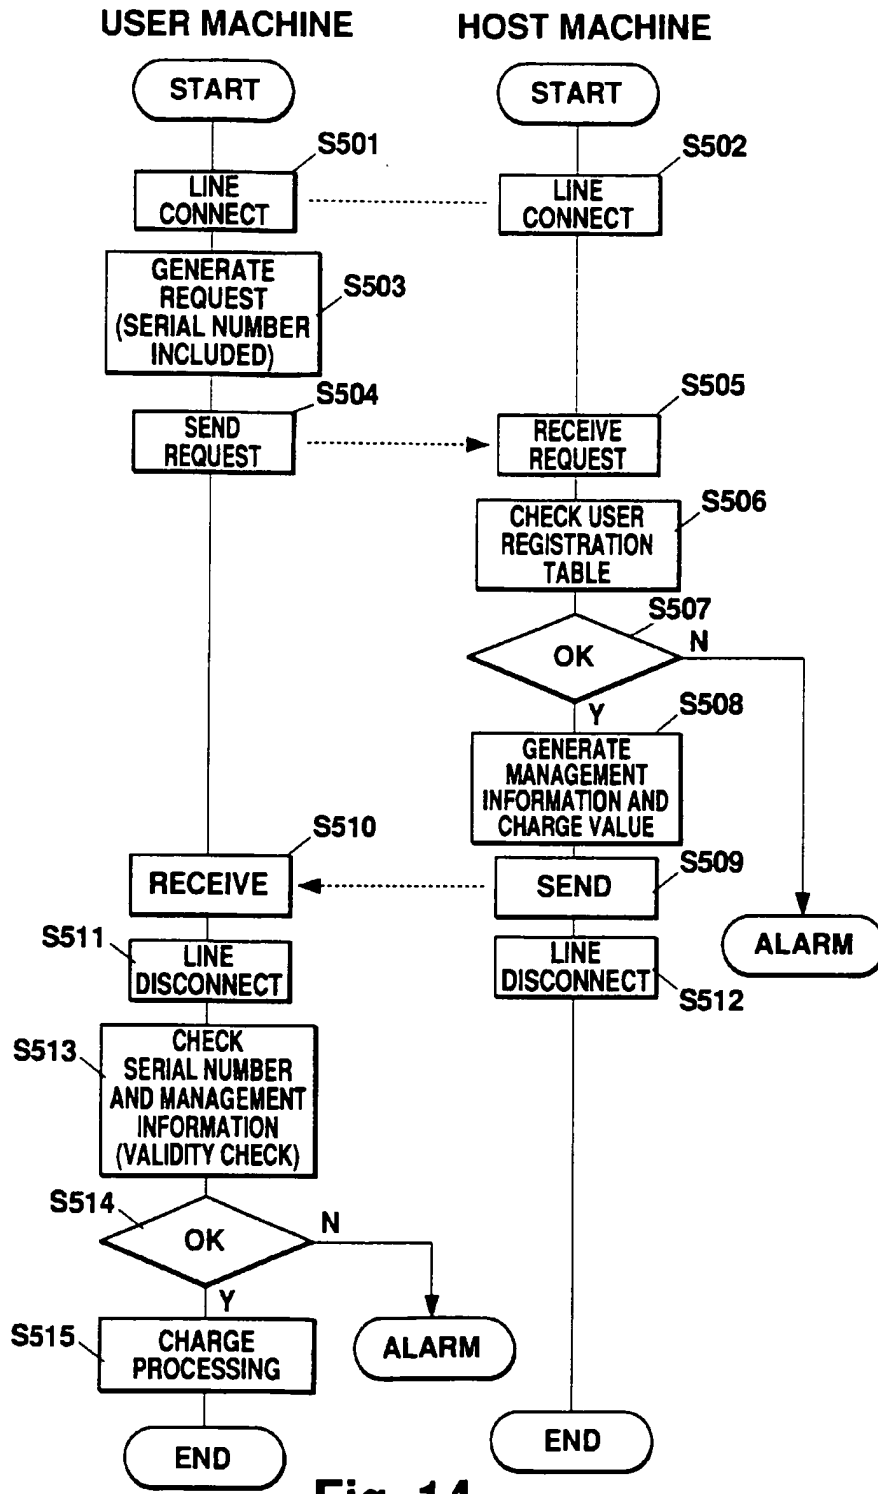 USER MACHINE
HOST MACHINE
START
START
S501
S502
LINE
CONNECT
LINE
CONNECT
GENERATE
REQUEST
(SERIAL NUMBER
INCLUDED)
S503
S504
S505
SEND
REQUEST
RECEIVE
REQUEST
S506
CHECK USER
REGISTRATION
TABLE
S507
OK
N
Y
S508
GENERATE
MANAGEMENT
INFORMATION AND
CHARGE VALUE
S510
S509
RECEIVE
SEND
ALARM
S511
LINE
DISCONNECT
LINE
DISCONNECT
S512
S513
CHECK
SERIAL NUMBER
AND MANAGEMENT
INFORMATION
(VALIDITY CHECK)
S514
OK
N
Y
S515
CHARGE
PROCESSING
ALARM
END
END
Fig. 14